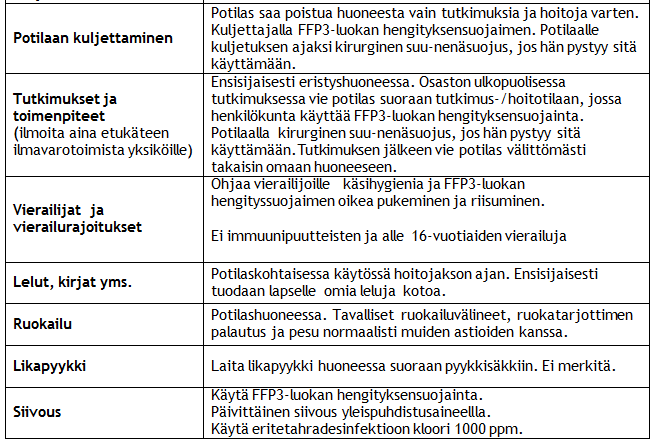 Potilaan kuljettaminen
Potilas saa poistua huoneesta vain tutkimuksia ja hoitoja varten.
Kuljettajalla FFP3-luokan hengityksensuojaimen. Potilaalle
kuljetuksen ajaksi kirurginen suu-nenäsuojus, jos hän pystyy sitä
käyttämään.
Tutkimukset ja
toimenpiteet
(ilmoita aina etukäteen
ilmavarotoimista yksiköille)
Ensisijaisesti eristyshuoneessa. Osaston ulkopuolisessa
tutkimuksessa vie potilas suoraan tutkimus-/hoitotilaan, jossa
henkilökunta käyttää FFP3-luokan hengityksensuojainta.
Potilaalla kirurginen suu-nenäsuojus, jos hän pystyy sitä
käyttämään. Tutkimuksen jälkeen vie potilas välittömästi
takaisin omaan huoneeseen.
Vierailijat ja
vierailurajoitukset
Ohjaa vierailijoille käsihygienia ja FFP3-luokan
hengityssuojaimen oikea pukeminen ja riisuminen.
Ei immuunipuutteisten ja alle 16-vuotiaiden vierailuja
Lelut, kirjat yms.
Potilaskohtaisessa käytössä hoitojakson ajan. Ensisijaisesti
tuodaan lapselle omia leluja kotoa.
Ruokailu
Potilashuoneessa. Tavalliset ruokailuvälineet, ruokatarjottimen
palautus ja pesu normaalisti muiden astioiden kanssa.
Likapyykki
Laita likapyykki huoneessa suoraan pyykkisäkkiin. Ei merkitä.
Siivous
Käytä FFP3-luokan hengityksensuojainta.
Päivittäinen siivous yleispuhdistusaineellla.
Käytä eritetahradesinfektioon kloori 1000 ppm.